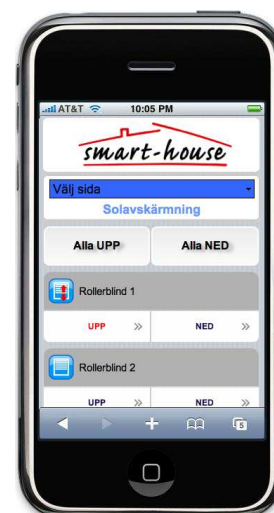 AT&T 10:05 PM
smart-house
Välj sida
Solavskärmning
Alla UPP Alla NED
Rollerblind 1
UPP >> NED >>
Rollerblind 2
UPP >> NED >>
5